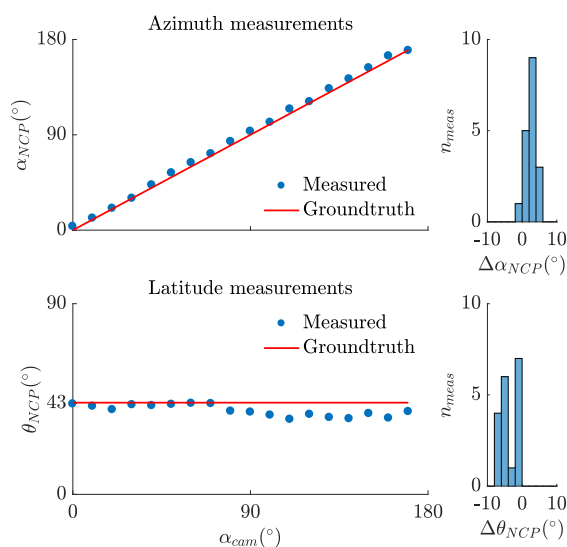 Azimuth measurements
180
90
0
α_NCP(°)
Measured
Groundtruth
10
5
0
n_meas
-10 0 10
Δα_NCP(°)
Latitude measurements
90
43
0
θ_NCP(°)
Measured
Groundtruth
0 90 180
α_cam(°)
10
5
0
n_meas
-10 0 10
Δθ_NCP(°)